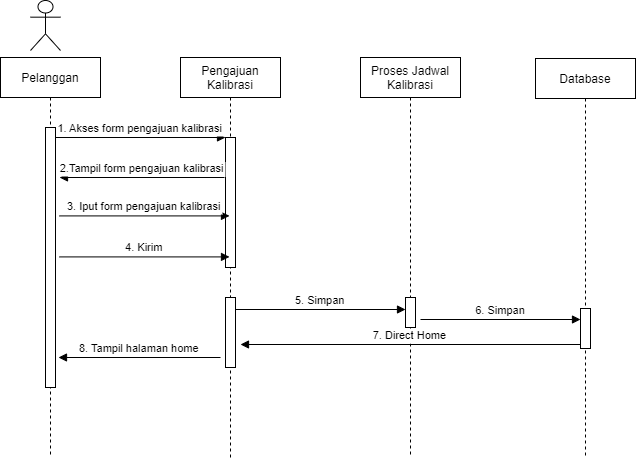 Pelanggan
Pengajuan
Kalibrasi
Proses Jadwal
Kalibrasi
Database
1. Akses form pengajuan kalibrasi
2.Tampil form pengajuan kalibrasi
3. Iput form pengajuan kalibrasi
4. Kirim
5. Simpan
6. Simpan
7. Direct Home
8. Tampil halaman home